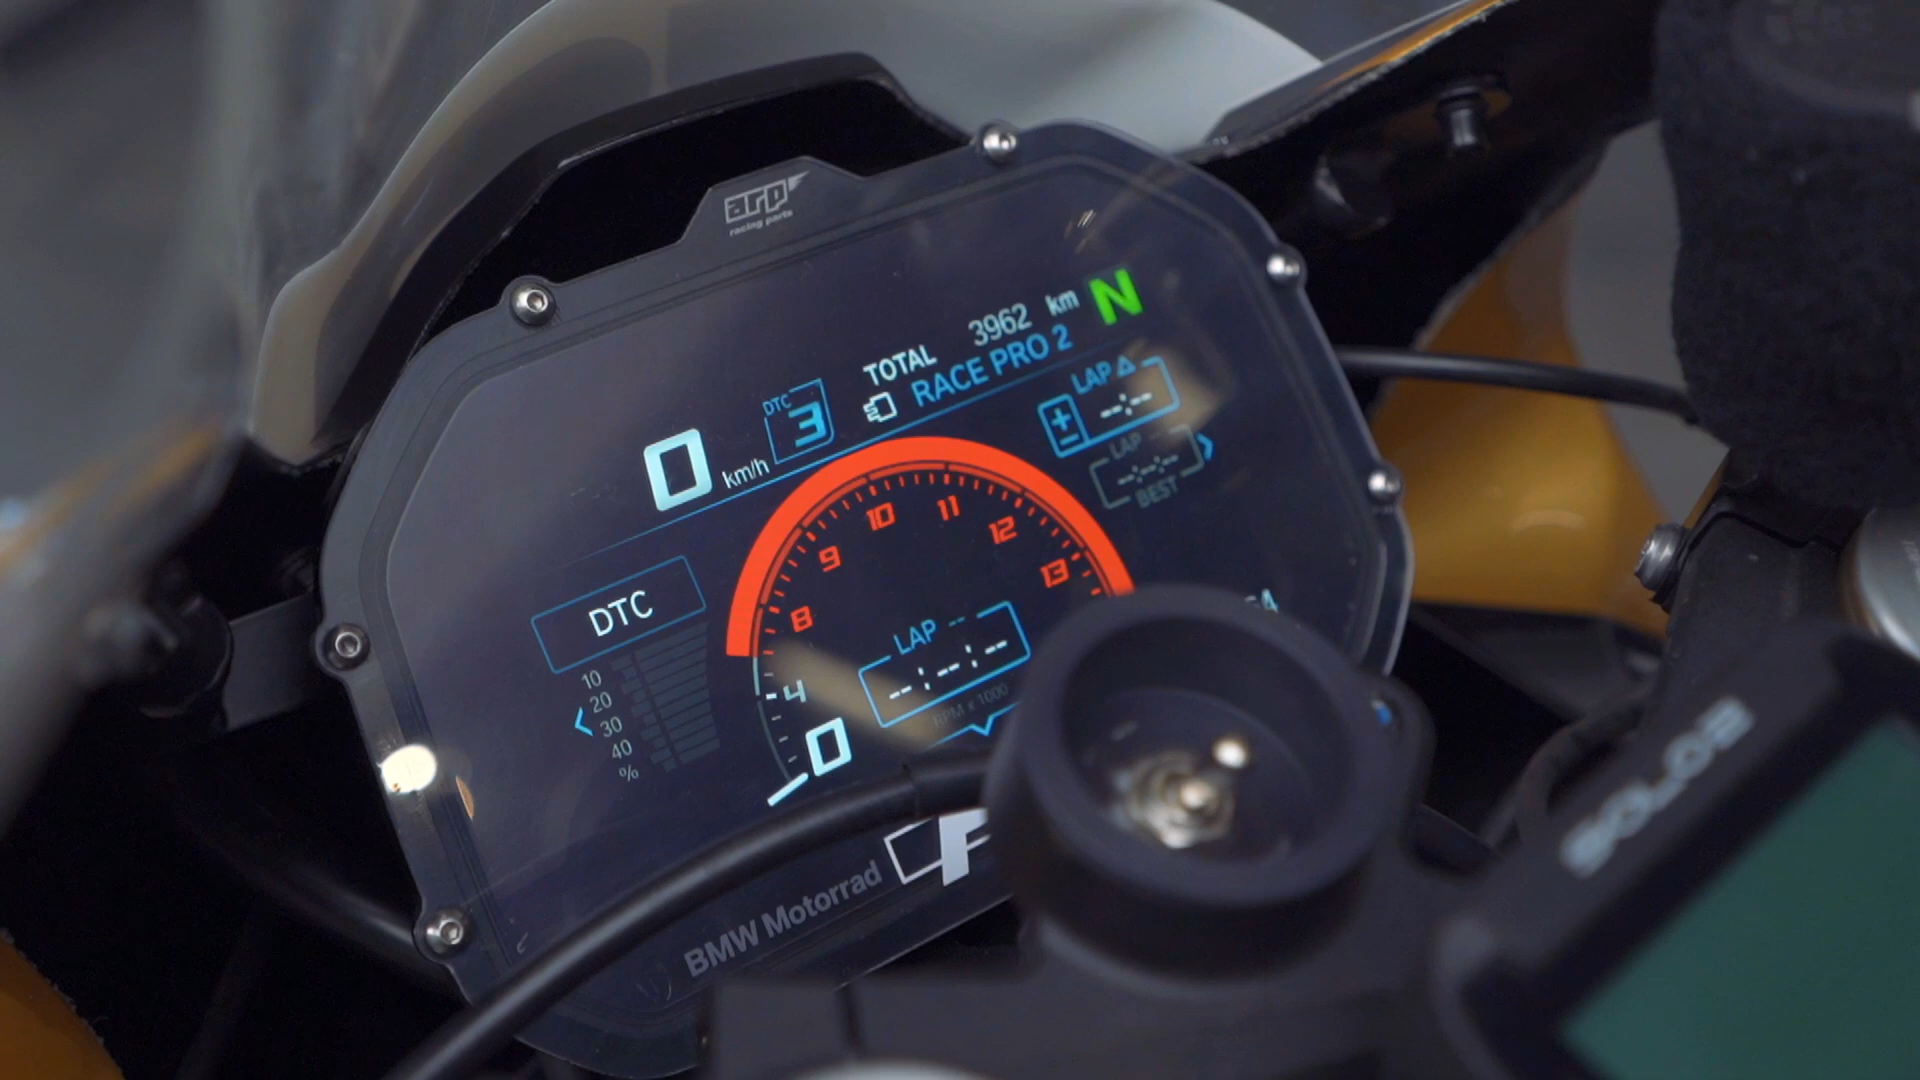 arp
racing parts
TOTAL 3962 km N
RACE PRO 2
DTC
3
0 km/h
LAP △
± --:--
LAP
--:--:--
BEST
8
9
10
11
12
13
4
0
LAP --
--:--:--
RPM x 1000
DTC
10
20
30
40
%
BMW Motorrad